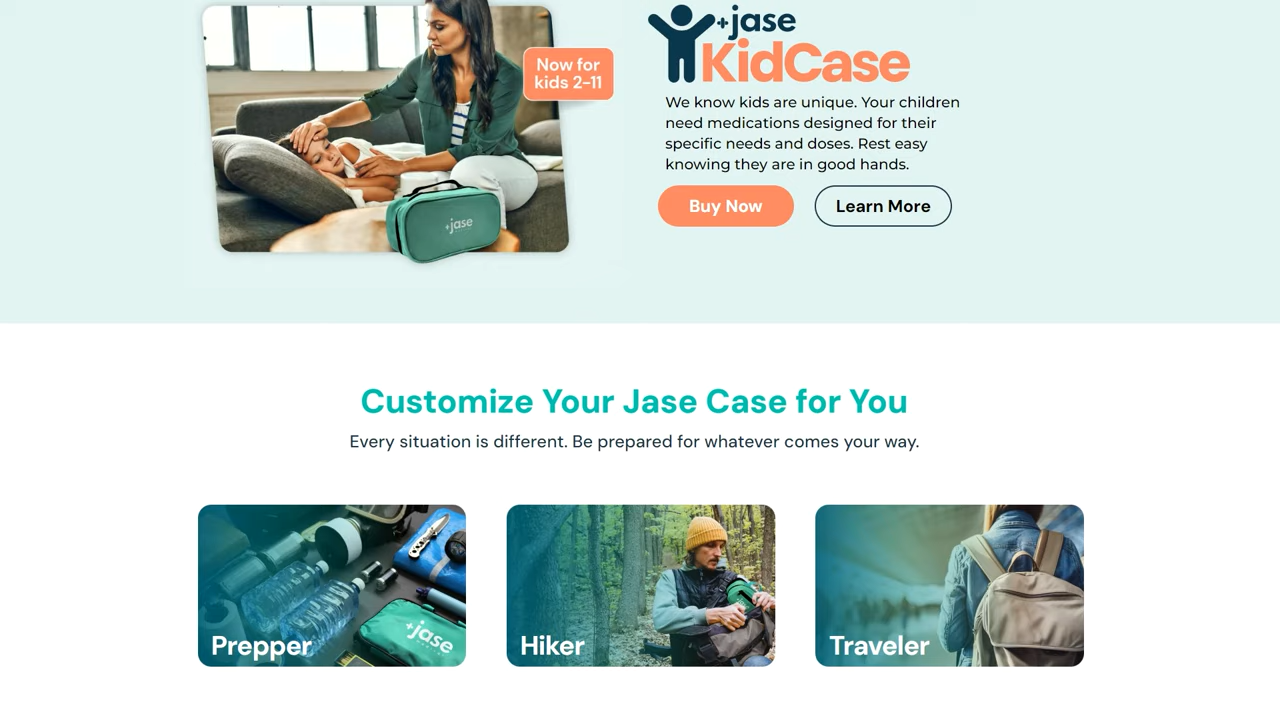 Now for
kids 2-11
+jase
+jase
KidCase
We know kids are unique. Your children
need medications designed for their
specific needs and doses. Rest easy
knowing they are in good hands.
Buy Now
Learn More
Customize Your Jase Case for You
Every situation is different. Be prepared for whatever comes your way.
+jase
Prepper
Hiker
Traveler